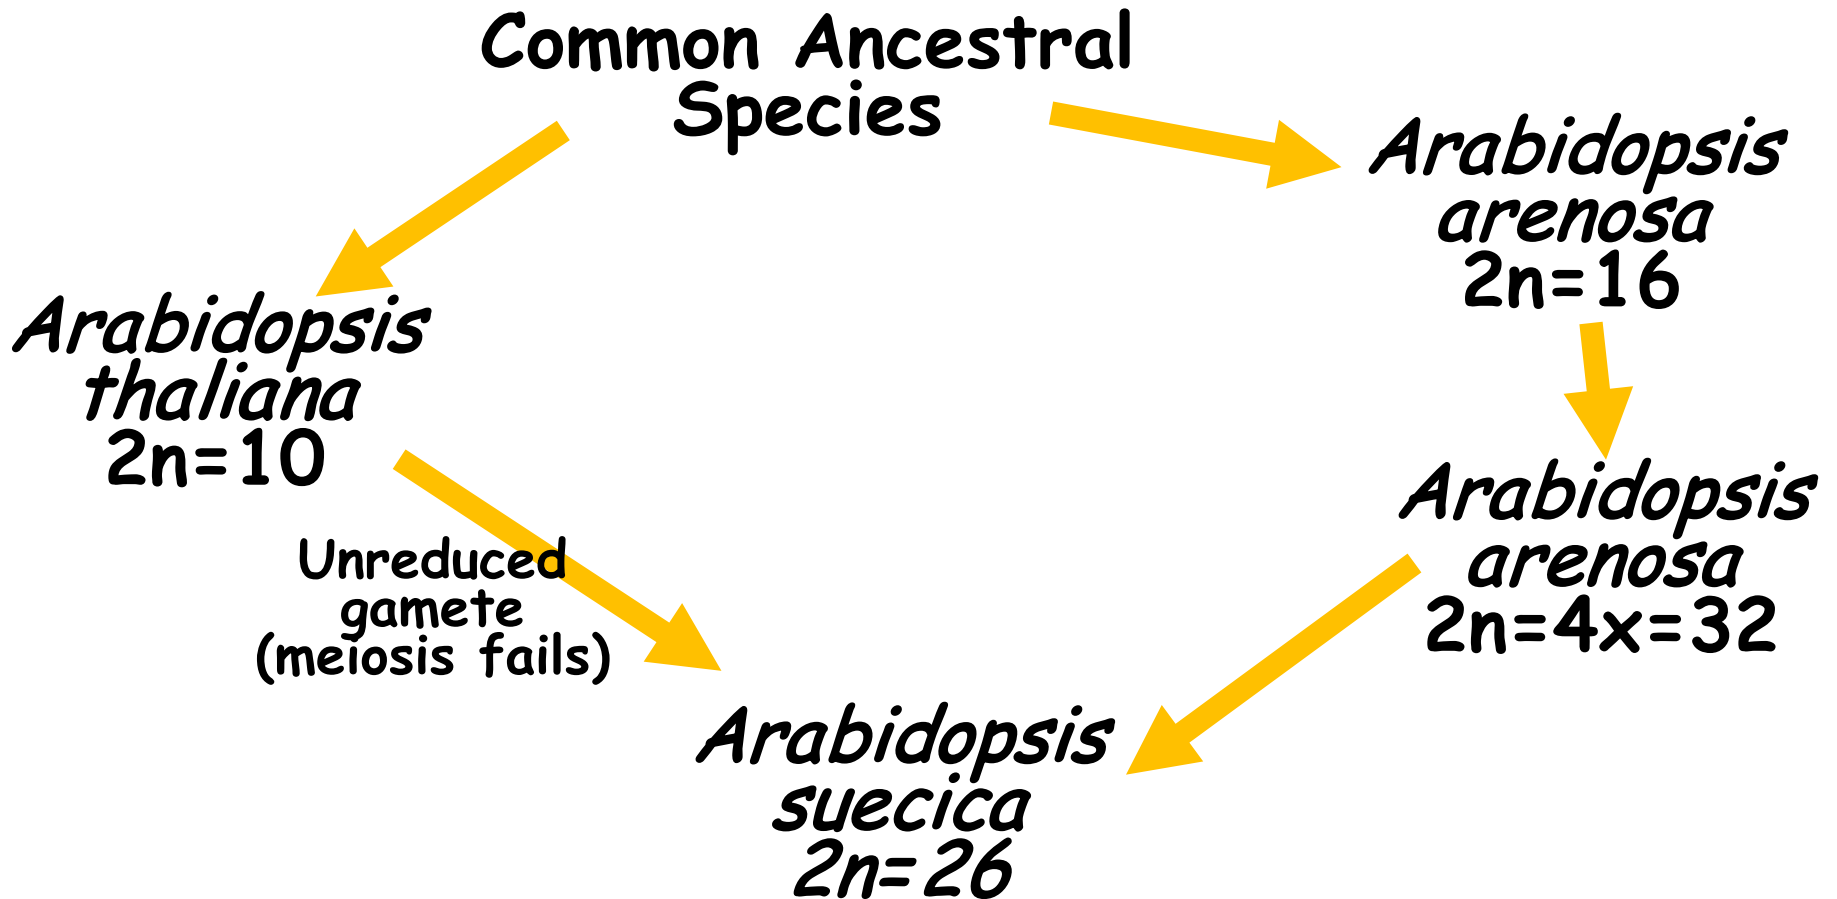 Common Ancestral
Species
Arabidopsis
arenosa
2n=16
Arabidopsis
thaliana
2n=10
Arabidopsis
arenosa
2n=4x=32
Unreduced
gamete
(meiosis fails)
Arabidopsis
suecica
2n=26